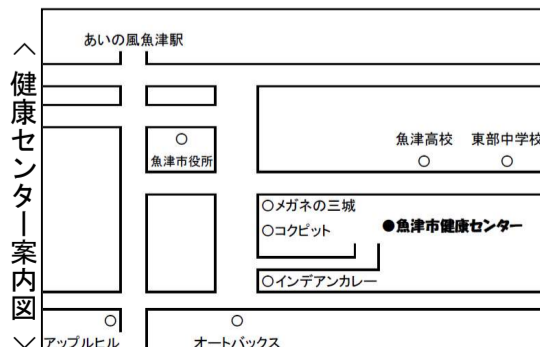 〈健康センター案内図〉
あいの風魚津駅
○
魚津市役所
魚津高校 東部中学校
○ ○
○メガネの三城
○コクピット
●魚津市健康センター
○インデアンカレー
○ ○
アップルヒル オートバックス